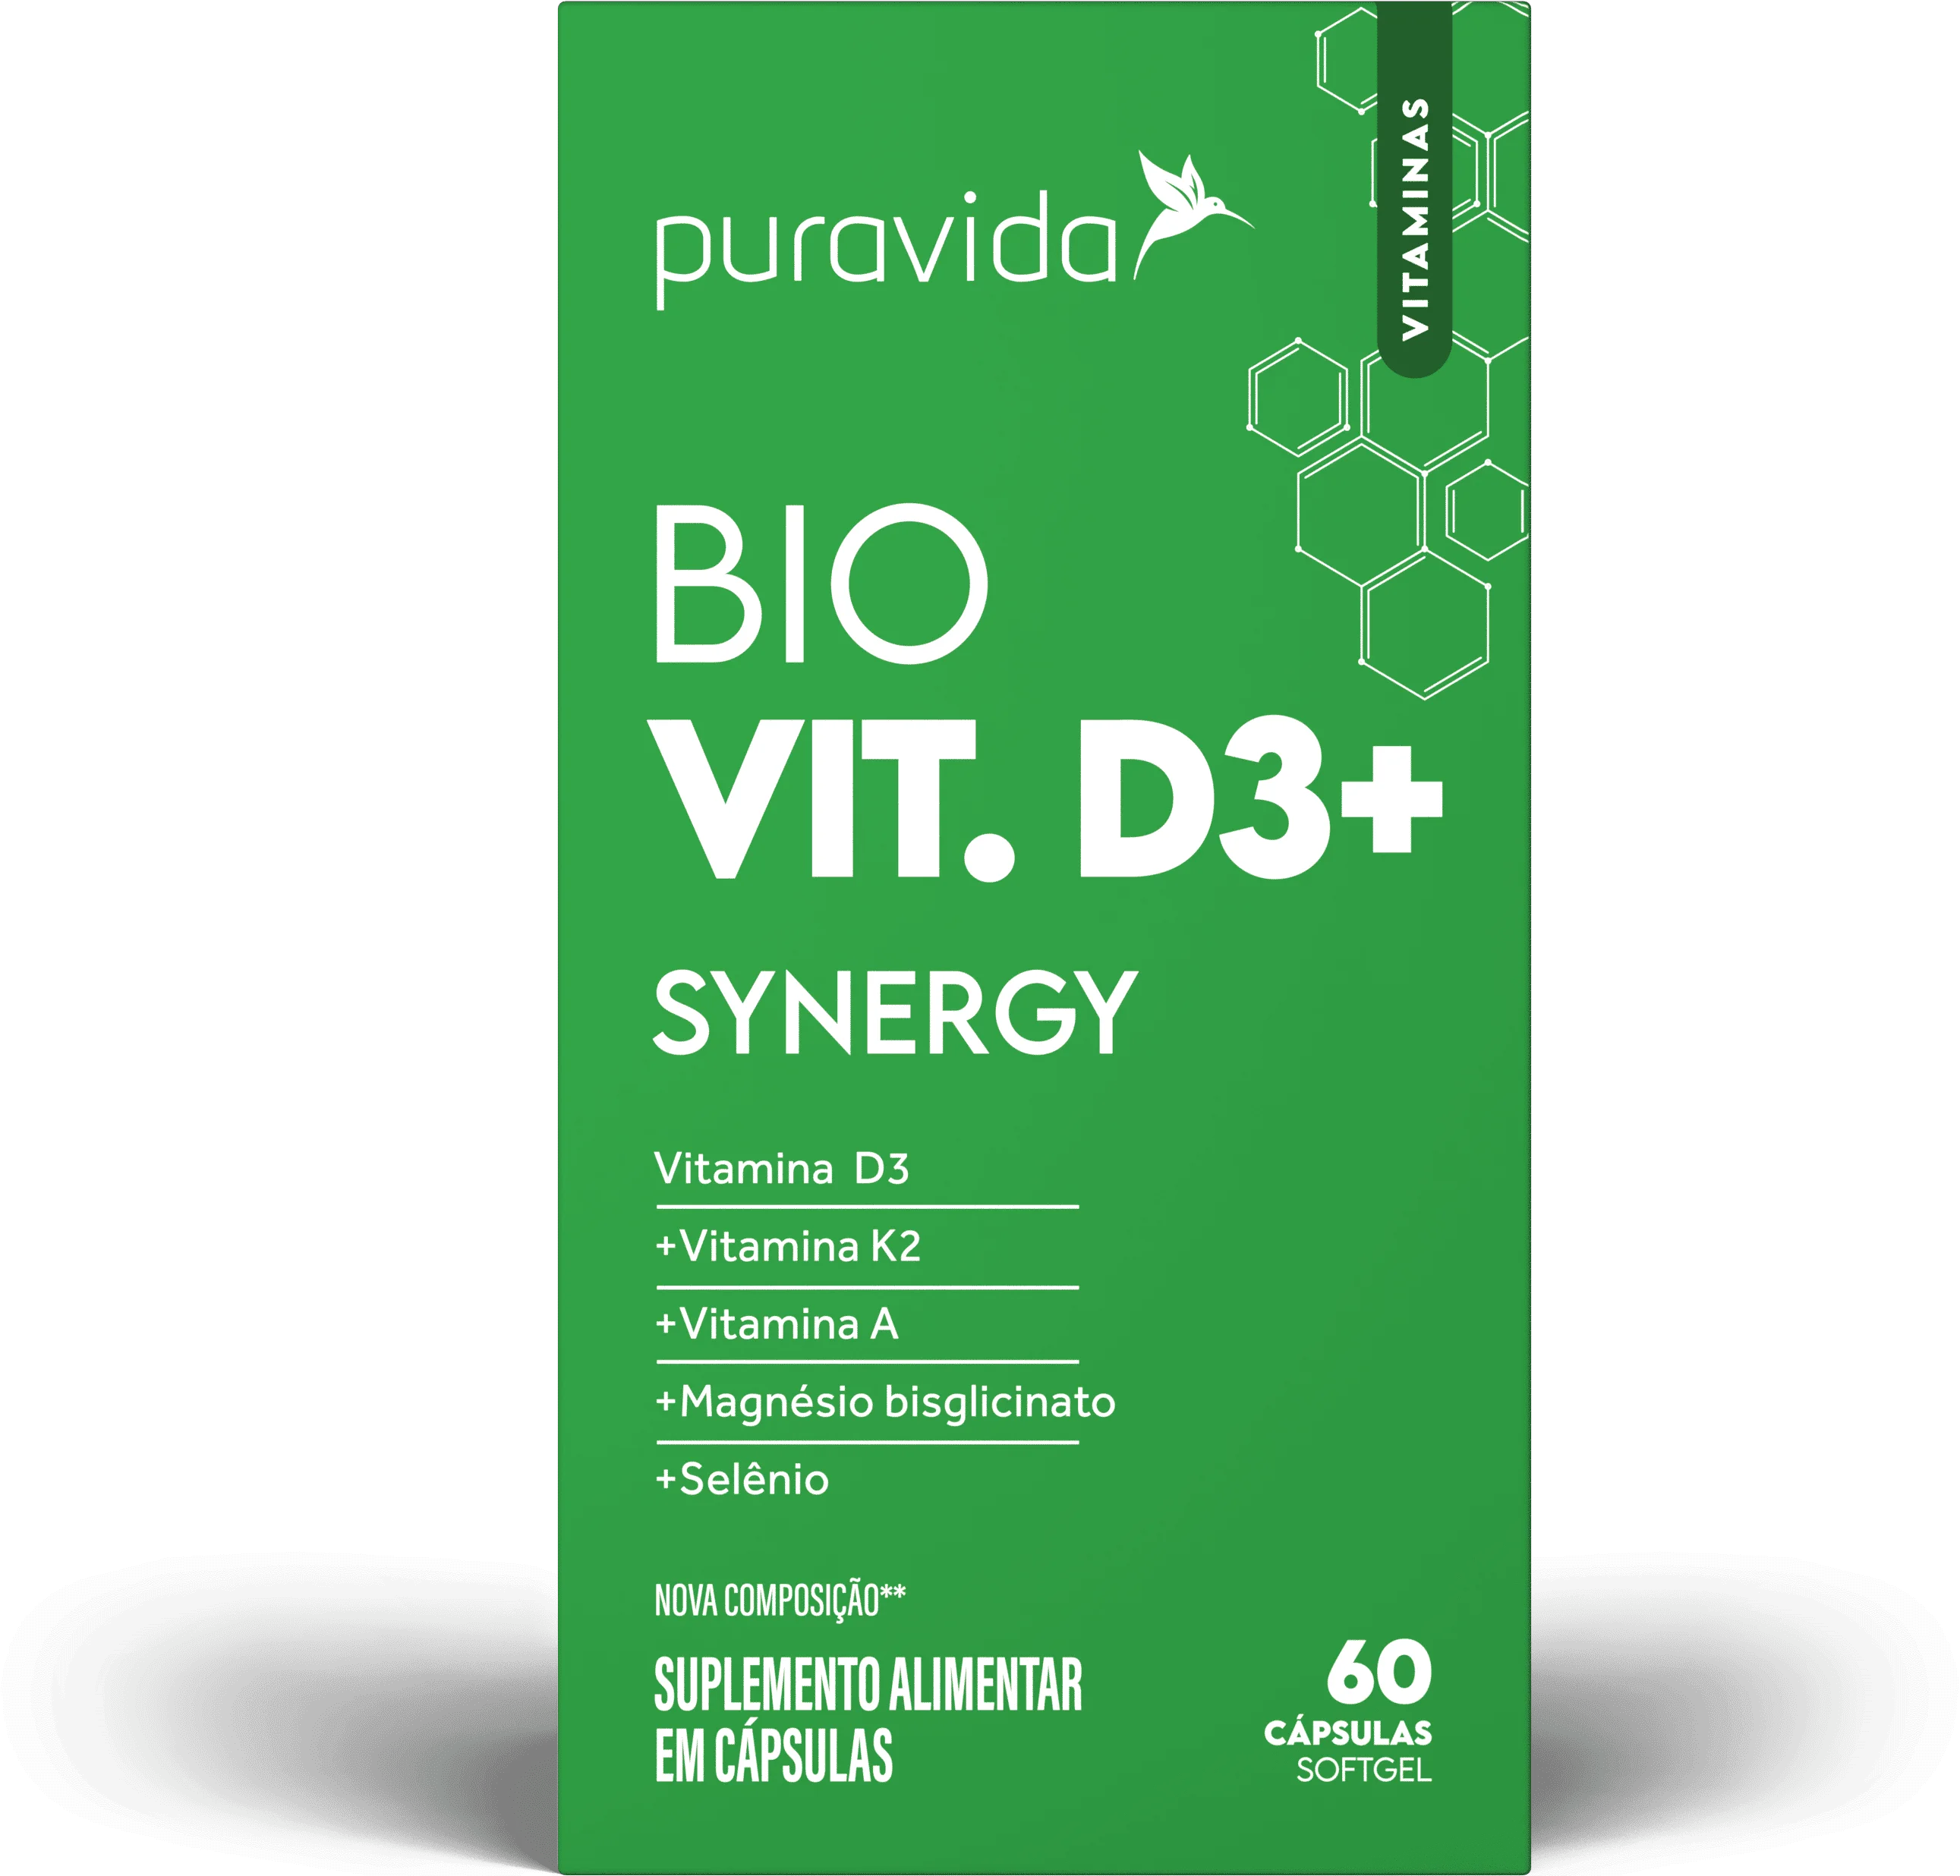 VITAMINAS
puravida
BIO
VIT. D3+
SYNERGY
Vitamina D3
+Vitamina K2
+Vitamina A
+Magnésio bisglicinato
+Selênio
NOVA COMPOSIÇÃO**
SUPLEMENTO ALIMENTAR
EM CÁPSULAS
60
CÁPSULAS
SOFTGEL